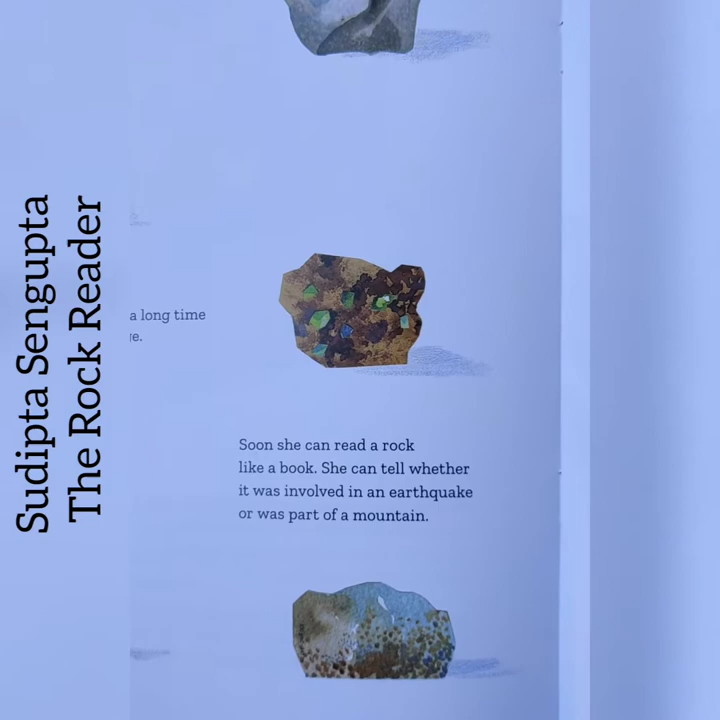 Sudipta Sengupta
The Rock Reader
a long time
e.
Soon she can read a rock
like a book. She can tell whether
it was involved in an earthquake
or was part of a mountain.